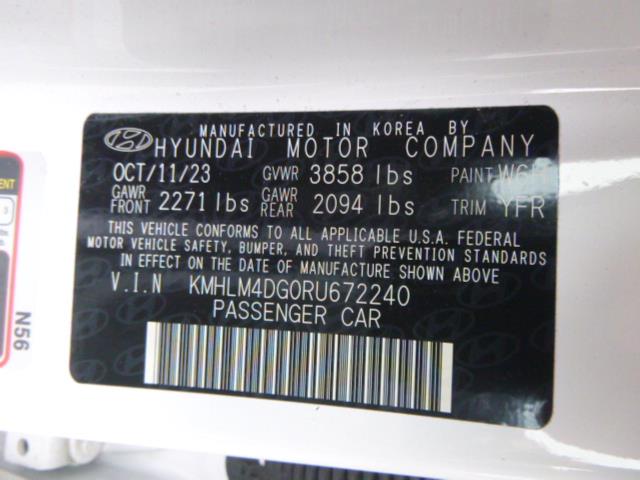 MANUFACTURED IN KOREA BY
HYUNDAI MOTOR COMPANY
OCT/11/23 GVWR 3858 lbs PAINT
GAWR FRONT 2271 lbs GAWR REAR 2094 lbs TRIM YFR
THIS VEHICLE CONFORMS TO ALL APPLICABLE U.S.A. FEDERAL
MOTOR VEHICLE SAFETY, BUMPER, AND THEFT PREVENTION
STANDARDS IN EFFECT ON THE DATE OF MANUFACTURE SHOWN ABOVE
V.I.N KMHLM4DG0RU672240
PASSENGER CAR
N56